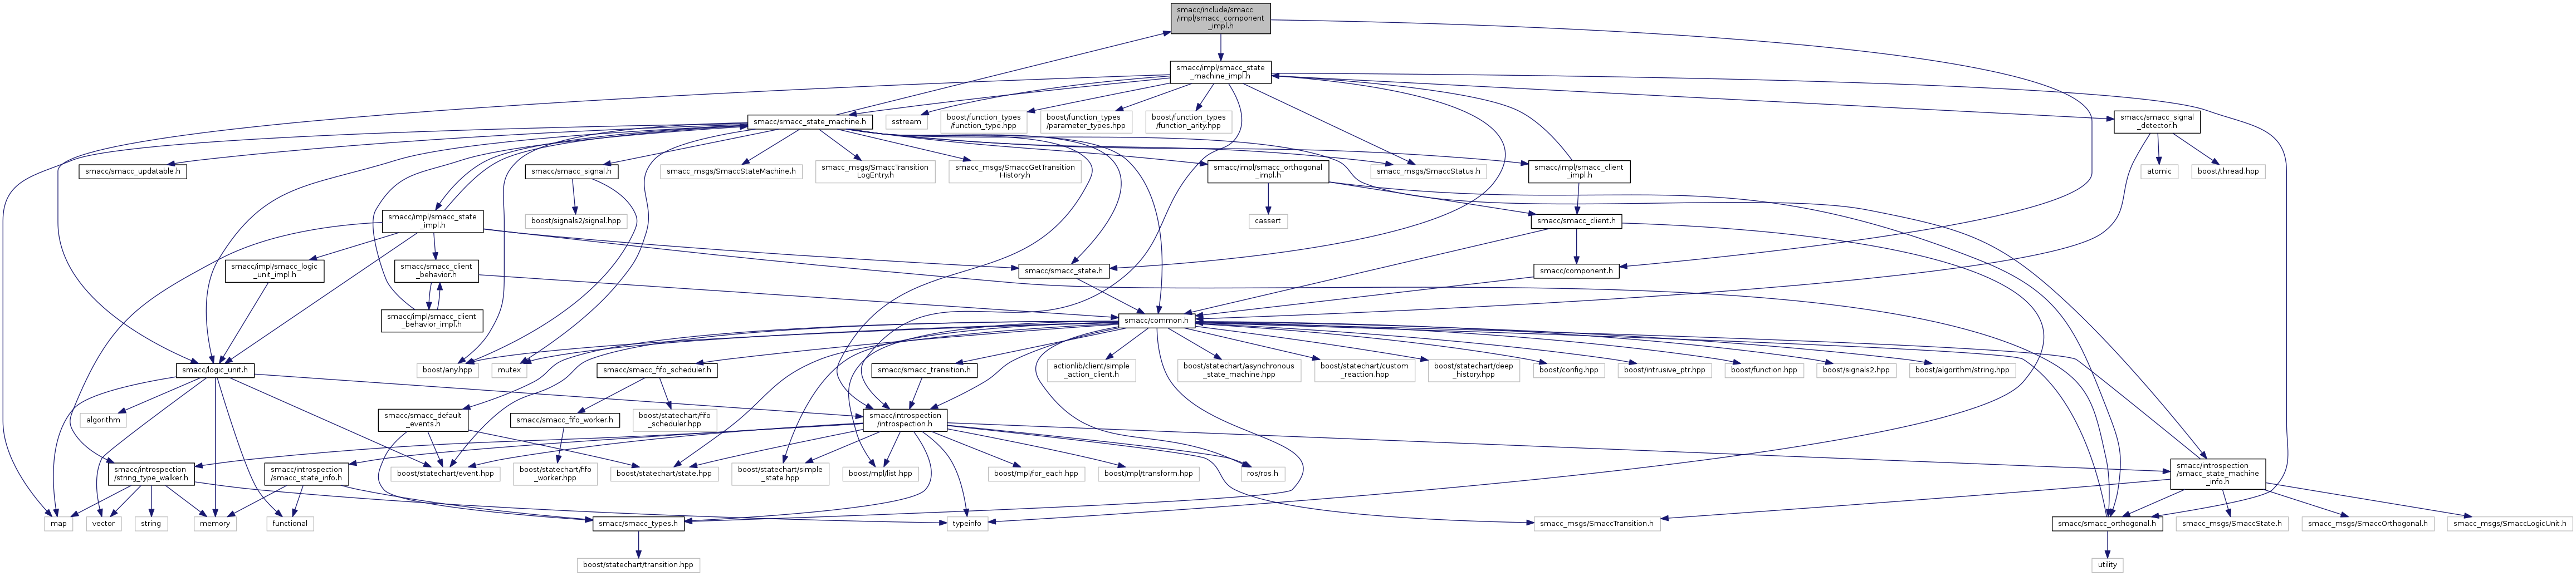 smacc/include/smacc
/impl/smacc_component
_impl.h
smacc/impl/smacc_state
_machine_impl.h
smacc/smacc_state_machine.h
sstream
boost/function_types
/function_type.hpp
boost/function_types
/parameter_types.hpp
boost/function_types
/function_arity.hpp
smacc/smacc_signal
_detector.h
smacc/smacc_updatable.h
smacc/smacc_signal.h
smacc_msgs/SmaccStateMachine.h
smacc_msgs/SmaccTransition
LogEntry.h
smacc_msgs/SmaccGetTransition
History.h
smacc/impl/smacc_orthogonal
_impl.h
smacc_msgs/SmaccStatus.h
smacc/impl/smacc_client
_impl.h
atomic
boost/thread.hpp
smacc/impl/smacc_state
_impl.h
boost/signals2/signal.hpp
cassert
smacc/smacc_client.h
smacc/impl/smacc_logic
_unit_impl.h
smacc/smacc_client
_behavior.h
smacc/smacc_state.h
smacc/component.h
smacc/impl/smacc_client
_behavior_impl.h
smacc/common.h
smacc/logic_unit.h
boost/any.hpp
mutex
smacc/smacc_fifo_scheduler.h
smacc/smacc_transition.h
actionlib/client/simple
_action_client.h
boost/statechart/asynchronous
_state_machine.hpp
boost/statechart/custom
_reaction.hpp
boost/statechart/deep
_history.hpp
boost/config.hpp
boost/intrusive_ptr.hpp
boost/function.hpp
boost/signals2.hpp
boost/algorithm/string.hpp
algorithm
smacc/smacc_default
_events.h
smacc/smacc_fifo_worker.h
boost/statechart/fifo
_scheduler.hpp
smacc/introspection
/introspection.h
smacc/introspection
/string_type_walker.h
smacc/introspection
/smacc_state_info.h
boost/statechart/event.hpp
boost/statechart/fifo
_worker.hpp
boost/statechart/state.hpp
boost/statechart/simple
_state.hpp
boost/mpl/list.hpp
boost/mpl/for_each.hpp
boost/mpl/transform.hpp
ros/ros.h
smacc/introspection
/smacc_state_machine
_info.h
map
vector
string
memory
functional
smacc/smacc_types.h
typeinfo
smacc_msgs/SmaccTransition.h
smacc/smacc_orthogonal.h
smacc_msgs/SmaccState.h
smacc_msgs/SmaccOrthogonal.h
smacc_msgs/SmaccLogicUnit.h
boost/statechart/transition.hpp
utility